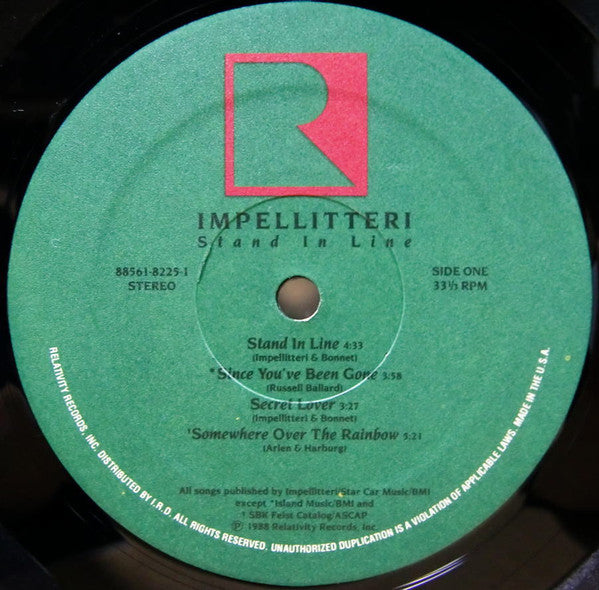 IMPELLITTERI
Stand In Line
88561-8225-1
STEREO
SIDE ONE
33⅓ RPM
Stand In Line 4:33
(Impellitteri & Bonnet)
*Since You've Been Gone 3:58
(Russell Ballard)
Secret Lover 3:27
(Impellitteri & Bonnet)
'Somewhere Over The Rainbow 5:21
(Arlen & Harburg)
All songs published by Impellitteri/Star Car Music/BMI
except *Island Music/BMI and
' SBK Feist Catalog/ASCAP
℗ 1988 Relativity Records, Inc.
RELATIVITY RECORDS, INC. DISTRIBUTED BY I.R.D. ALL RIGHTS RESERVED. UNAUTHORIZED DUPLICATION IS A VIOLATION OF APPLICABLE LAWS. MADE IN THE U.S.A.